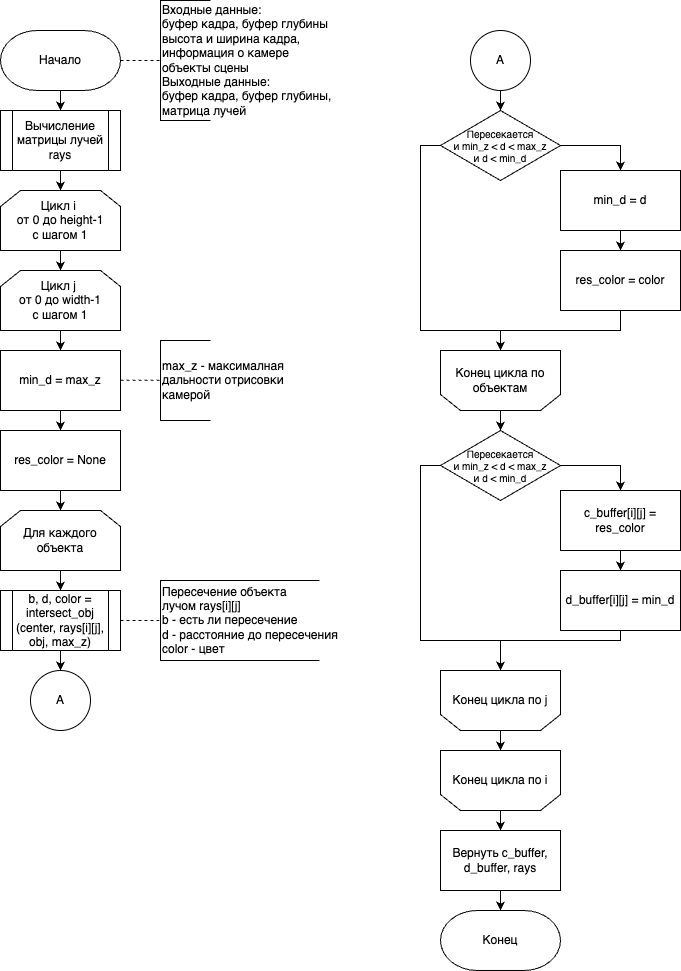 Начало
Входные данные:
буфер кадра, буфер глубины
высота и ширина кадра,
информация о камере
объекты сцены
Выходные данные:
буфер кадра, буфер глубины,
матрица лучей
Вычисление
матрицы лучей
rays
Цикл i
от 0 до height-1
с шагом 1
Цикл j
от 0 до width-1
с шагом 1
min_d = max_z
max_z - максималная
дальности отрисовки
камерой
res_color = None
Для каждого
объекта
b, d, color =
intersect_obj
(center, rays[i][j],
obj, max_z)
Пересечение объекта
лучом rays[i][j]
b - есть ли пересечение
d - расстояние до пересечения
color - цвет
A
A
Пересекается
и min_z < d < max_z
и d < min_d
min_d = d
res_color = color
Конец цикла по
объектам
Пересекается
и min_z < d < max_z
и d < min_d
c_buffer[i][j] =
res_color
d_buffer[i][j] = min_d
Конец цикла по j
Конец цикла по i
Вернуть c_buffer,
d_buffer, rays
Конец